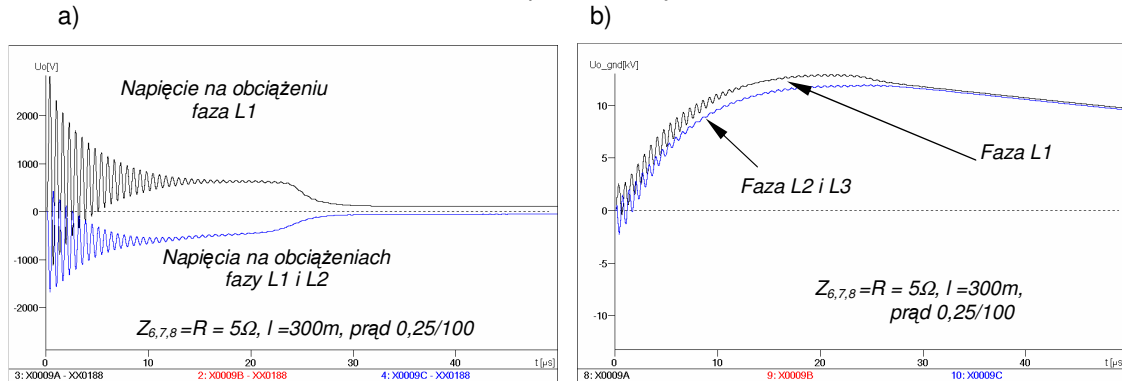 a)
b)
Uo[V]
2000
1000
0
-1000
-2000
0
10
20
30
40
t [µs]
Napięcie na obciążeniu
faza L1
Napięcia na obciążeniach
fazy L1 i L2
Z6,7,8 =R = 5Ω, l =300m, prąd 0,25/100
3: X0009A - XX0188
2: X0009B - XX0188
4: X0009C - XX0188
Uo_gnd[kV]
10
5
0
-5
-10
0
10
20
30
40
t [µs]
Faza L1
Faza L2 i L3
Z6,7,8 =R = 5Ω, l =300m,
prąd 0,25/100
8: X0009A
9: X0009B
10: X0009C